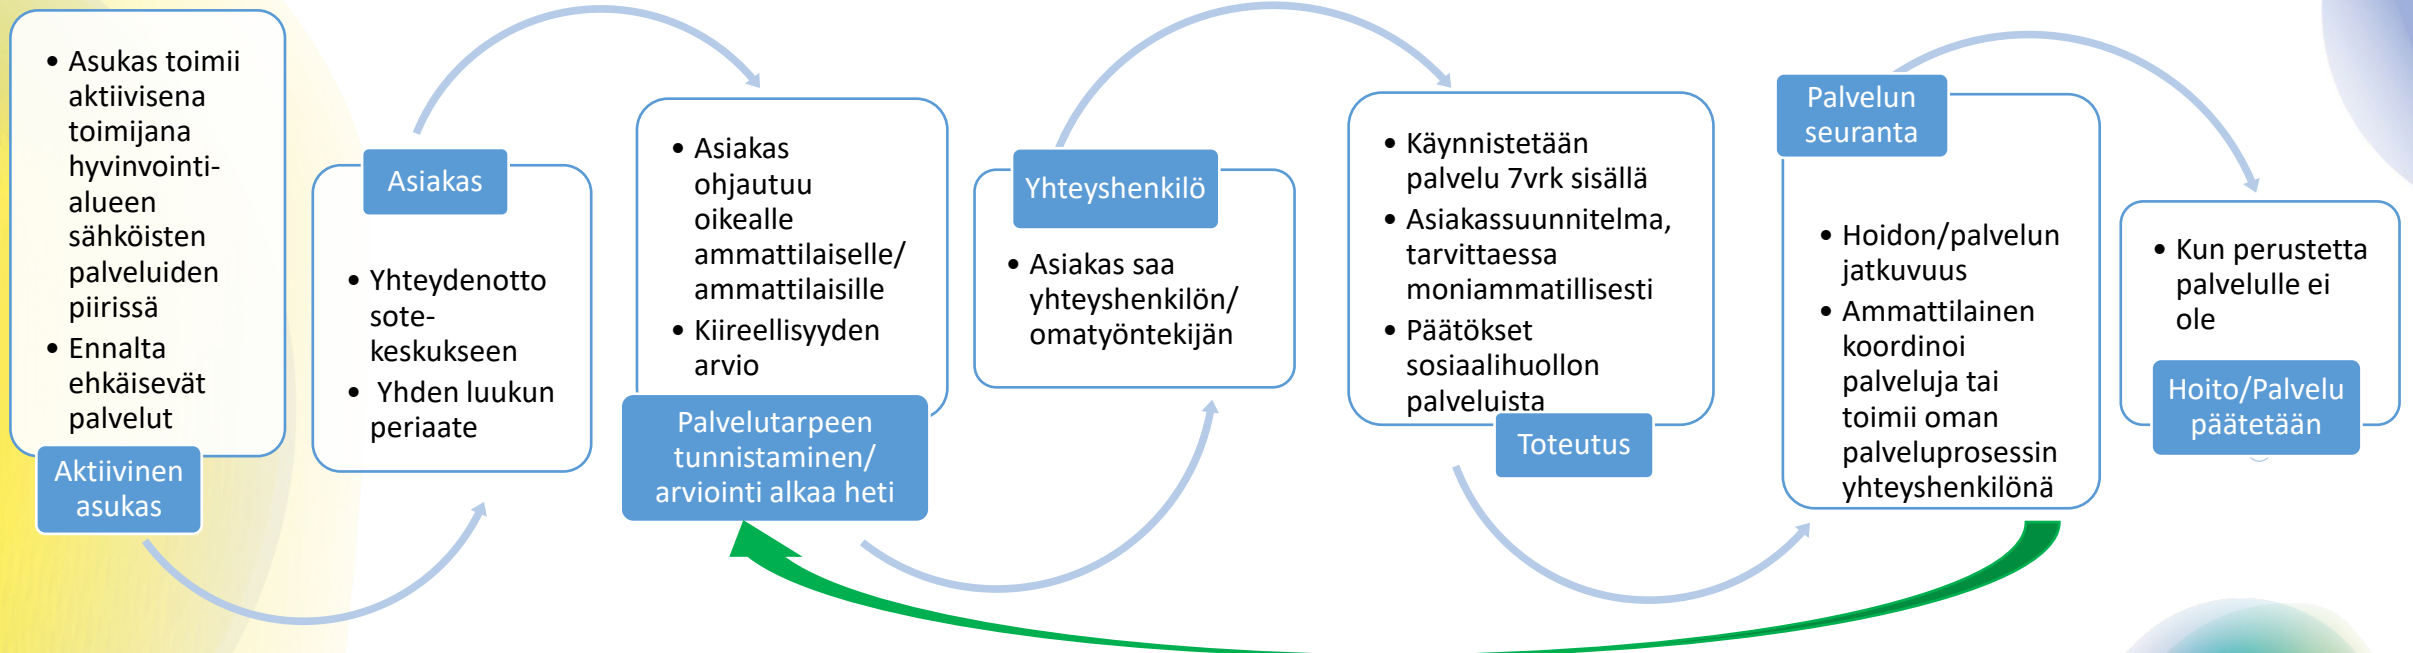 • Asukas toimii
aktiivisena
toimijana
hyvinvointi-
alueen
sähköisten
palveluiden
piirissä
• Ennalta
ehkäisevät
palvelut
Aktiivinen
asukas
Asiakas
• Yhteydenotto
sote-
keskukseen
• Yhden luukun
periaate
• Asiakas
ohjautuu
oikealle
ammattilaiselle/
ammattilaisille
• Kiireellisyyden
arvio
Palvelutarpeen
tunnistaminen/
arviointi alkaa heti
Yhteyshenkilö
• Asiakas saa
yhteyshenkilön/
omatyöntekijän
• Käynnistetään
palvelu 7vrk sisällä
• Asiakassuunnitelma,
tarvittaessa
moniammatillisesti
• Päätökset
sosiaalihuollon
palveluista
Toteutus
Palvelun
seuranta
• Hoidon/palvelun
jatkuvuus
• Ammattilainen
koordinoi
palveluja tai
toimii oman
palveluprosessin
yhteyshenkilönä
• Kun perustetta
palvelulle ei
ole
Hoito/Palvelu
päätetään